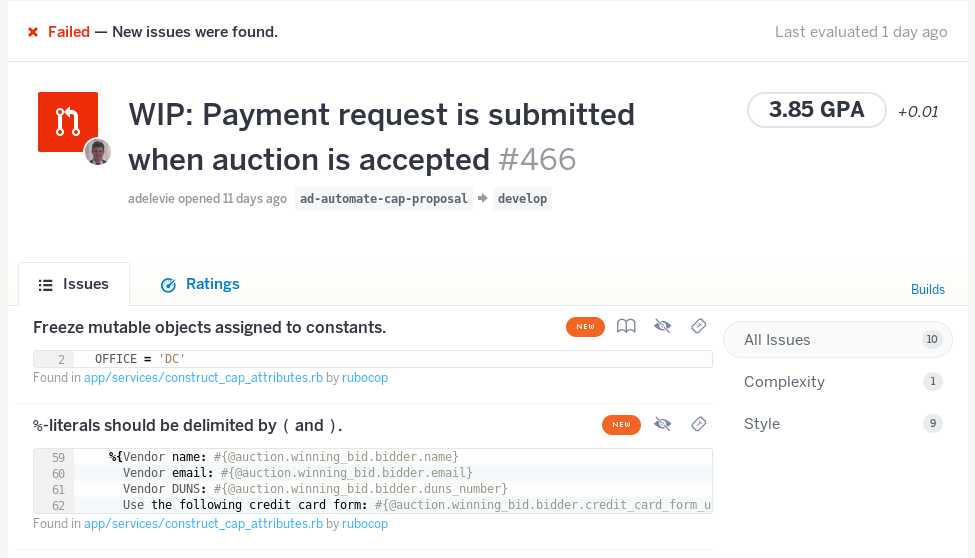 ✖ Failed — New issues were found.
Last evaluated 1 day ago
WIP: Payment request is submitted
when auction is accepted #466
3.85 GPA +0.01
adelevie opened 11 days ago ad-automate-cap-proposal → develop
Issues
Ratings
Builds
Freeze mutable objects assigned to constants.
NEW
2 OFFICE = 'DC'
Found in app/services/construct_cap_attributes.rb by rubocop
%-literals should be delimited by ( and ).
NEW
59 %{Vendor name: #{@auction.winning_bid.bidder.name}
60 Vendor email: #{@auction.winning_bid.bidder.email}
61 Vendor DUNS: #{@auction.winning_bid.bidder.duns_number}
62 Use the following credit card form: #{@auction.winning_bid.bidder.credit_card_form_u
Found in app/services/construct_cap_attributes.rb by rubocop
All Issues 10
Complexity 1
Style 9